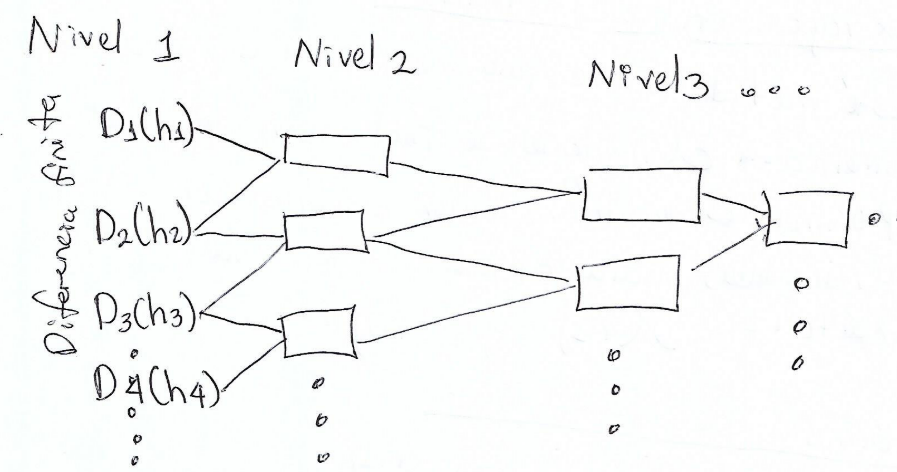 Nivel 1
Nivel 2
Nivel 3 ...
Diferencia finita
D1(h1)
D2(h2)
D3(h3)
D4(h4)